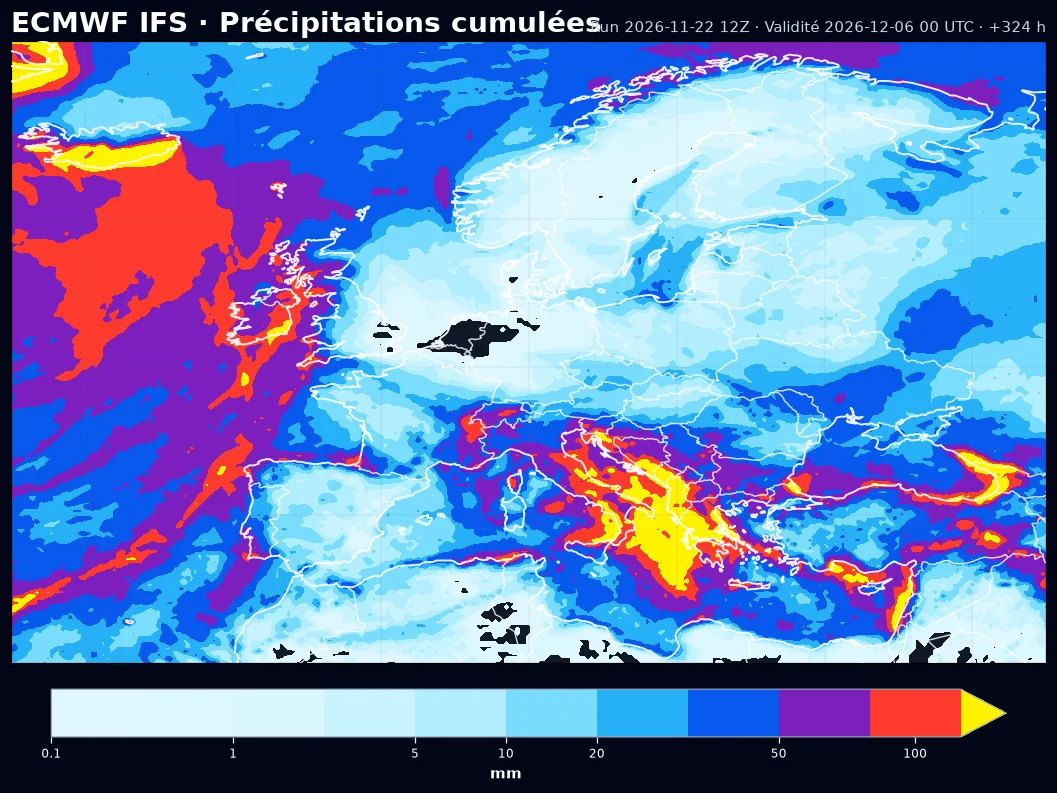 ECMWF IFS · Précipitations cumulées
Run 2026-11-22 12Z · Validité 2026-12-06 00 UTC · +324 h
0.1 1 5 10 20 50 100
mm